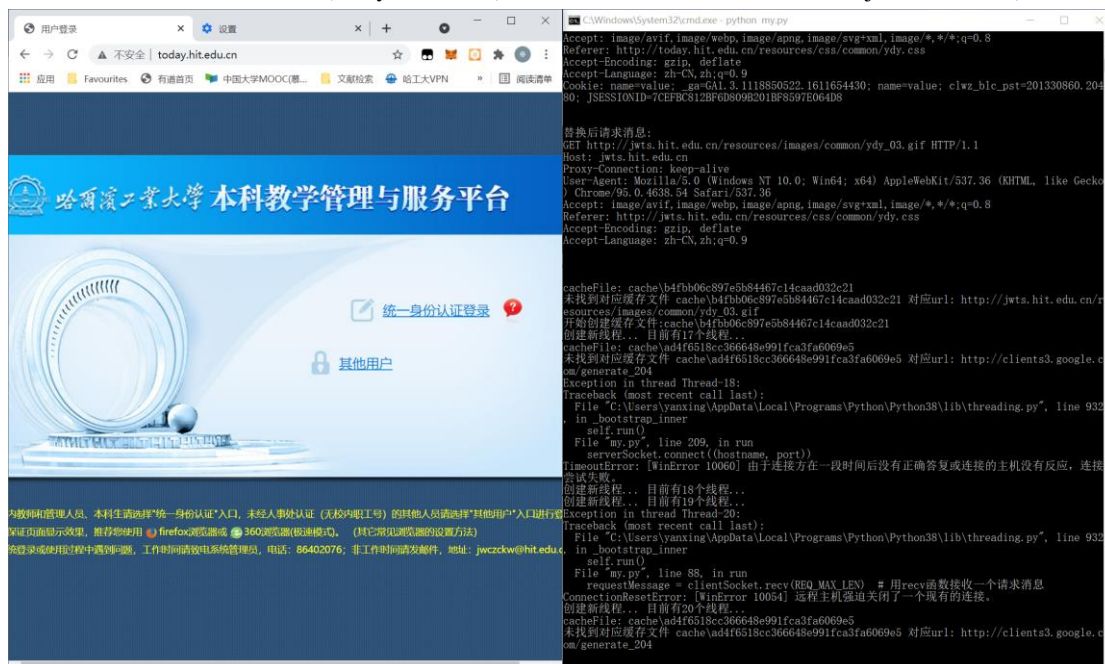 用户登录
设置
不安全 | today.hit.edu.cn
应用 Favourites 有道首页 中国大学MOOC(慕... 文献检索 哈工大VPN » 阅读清单
哈尔滨工业大学 本科教学管理与服务平台
统一身份认证登录
其他用户
内教师和管理人员、本科生请选择"统一身份认证"入口，未经人事处认证（无校内职工号）的其他人员请选择"其他用户"入口进行登
保证页面显示效果，推荐您使用 firefox浏览器或 360浏览器(极速模式)。 (其它常见浏览器的设置方法)
统登录或使用过程中遇到问题，工作时间请致电系统管理员，电话：86402076；非工作时间请发邮件，地址：jwczckw@hit.edu.c
C:\Windows\System32\cmd.exe - python my.py
Accept: image/avif,image/webp,image/apng,image/svg+xml,image/*,*/*;q=0.8
Referer: http://today.hit.edu.cn/resources/css/common/ydy.css
Accept-Encoding: gzip, deflate
Accept-Language: zh-CN,zh;q=0.9
Cookie: name=value; _ga=GA1.3.1118850522.1611654430; name=value; clwz_blc_pst=201330860.204
80; JSESSIONID=7CEFBC812BF6D809B201BF8597E064D8
替换后请求消息:
GET http://jwts.hit.edu.cn/resources/images/common/ydy_03.gif HTTP/1.1
Host: jwts.hit.edu.cn
Proxy-Connection: keep-alive
User-Agent: Mozilla/5.0 (Windows NT 10.0; Win64; x64) AppleWebKit/537.36 (KHTML, like Gecko
) Chrome/95.0.4638.54 Safari/537.36
Accept: image/avif,image/webp,image/apng,image/svg+xml,image/*,*/*;q=0.8
Referer: http://jwts.hit.edu.cn/resources/css/common/ydy.css
Accept-Encoding: gzip, deflate
Accept-Language: zh-CN,zh;q=0.9
cacheFile: cache\b4fbb06c897e5b84467c14caad032c21
未找到对应缓存文件 cache\b4fbb06c897e5b84467c14caad032c21 对应url: http://jwts.hit.edu.cn/r
esources/images/common/ydy_03.gif
开始创建缓存文件:cache\b4fbb06c897e5b84467c14caad032c21
创建新线程... 目前有17个线程...
cacheFile: cache\ad4f6518cc366648e991fca3fa6069e5
未找到对应缓存文件 cache\ad4f6518cc366648e991fca3fa6069e5 对应url: http://clients3.google.c
om/generate_204
Exception in thread Thread-18:
Traceback (most recent call last):
File "C:\Users\yanxing\AppData\Local\Programs\Python\Python38\lib\threading.py", line 932
, in _bootstrap_inner
self.run()
File "my.py", line 209, in run
serverSocket.connect((hostname, port))
TimeoutError: [WinError 10060] 由于连接方在一段时间后没有正确答复或连接的主机没有反应，连接
尝试失败。
创建新线程... 目前有18个线程...
创建新线程... 目前有19个线程...
Exception in thread Thread-20:
Traceback (most recent call last):
File "C:\Users\yanxing\AppData\Local\Programs\Python\Python38\lib\threading.py", line 932
, in _bootstrap_inner
self.run()
File "my.py", line 88, in run
requestMessage = clientSocket.recv(REQ_MAX_LEN) # 用recv函数接收一个请求消息
ConnectionResetError: [WinError 10054] 远程主机强迫关闭了一个现有的连接。
创建新线程... 目前有20个线程...
cacheFile: cache\ad4f6518cc366648e991fca3fa6069e5
未找到对应缓存文件 cache\ad4f6518cc366648e991fca3fa6069e5 对应url: http://clients3.google.c
om/generate_204